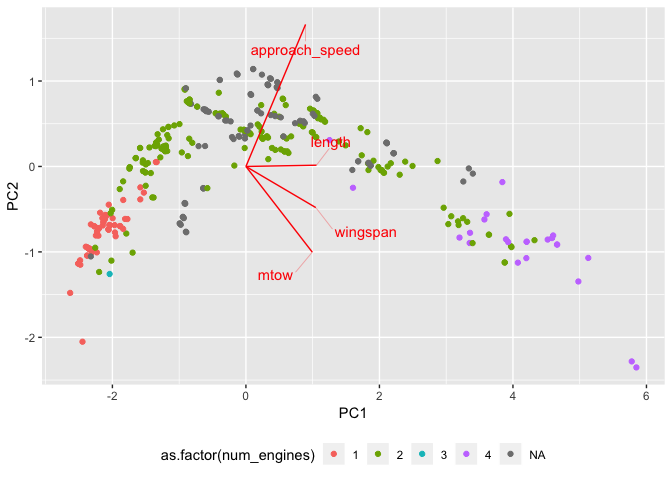 approach_speed
1
length
0
PC2
wingspan
-1
mtow
-2
-2 0 2 4 6
PC1
as.factor(num_engines) 1 2 3 4 NA